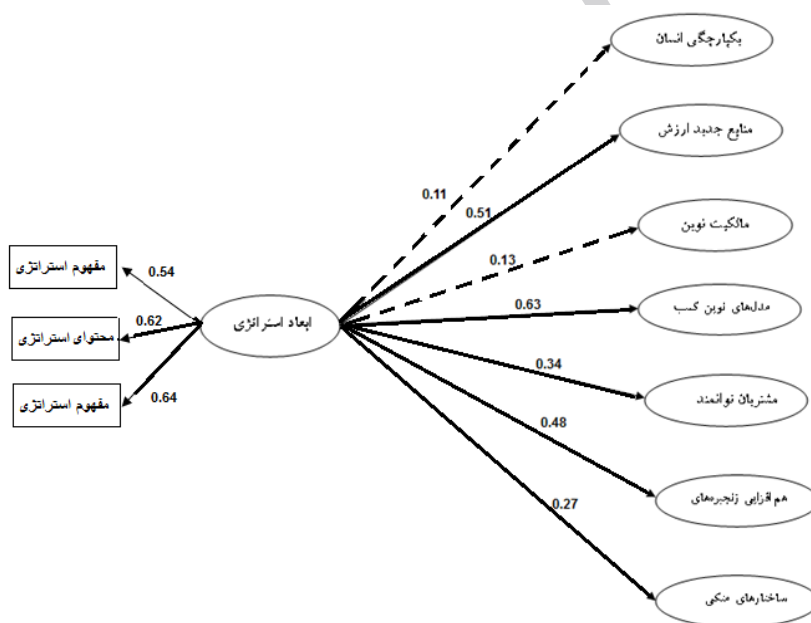 یکپارچگی انسان
منابع جدید ارزش
0.11
0.51
مالکیت نوین
0.13
مفهوم استراتژی
0.54
0.63
مدل‌های نوین کسب
ابعاد استراتژی
0.62
محتوای استراتژی
0.34
0.64
مفهوم استراتژی
مشتریان توانمند
0.48
هم افزایی زنجیره‌های
0.27
ساختارهای متکی